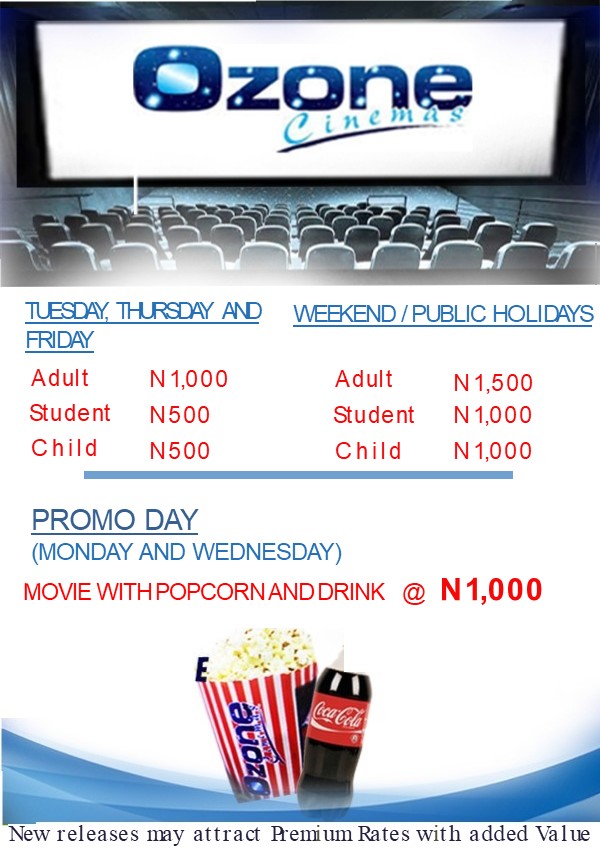 Ozone
Cinemas
TUESDAY, THURSDAY AND
FRIDAY
Adult N1,000
Student N500
Child N500
WEEKEND / PUBLIC HOLIDAYS
Adult N1,500
Student N1,000
Child N1,000
PROMO DAY
(MONDAY AND WEDNESDAY)
MOVIE WITH POPCORN AND DRINK @ N1,000
E
Ozone
Cinemas
Coca-Cola
New releases may attract Premium Rates with added Value